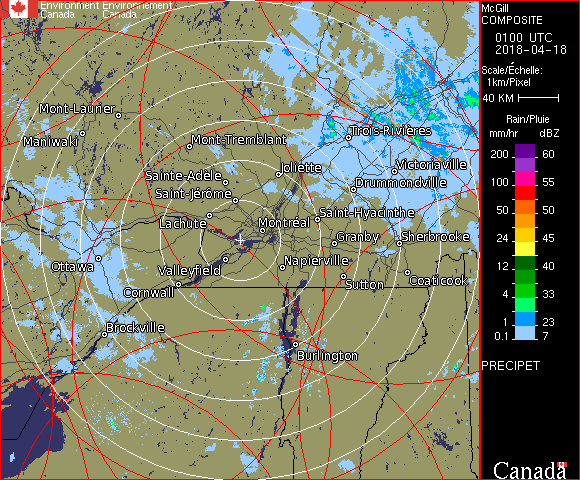 Environment Environnement
Canada Canada
McGill
COMPOSITE
0100 UTC
2018-04-18
Scale/Échelle:
1km/Pixel
40 KM
Rain/Pluie
mm/hr dBZ
200 60
100 55
50 50
24 45
12 40
4 33
1 23
0.1 7
PRECIPET
Canada
Mont-Laurier
Maniwaki
Mont-Tremblant
Trois-Rivières
Sainte-Adèle
Joliette
Victoriaville
Saint-Jérôme
Drummondville
Lachute
Saint-Hyacinthe
Montréal
Granby
Sherbrooke
Ottawa
Valleyfield
Napierville
Cornwall
Sutton
Coaticook
Brockville
Burlington